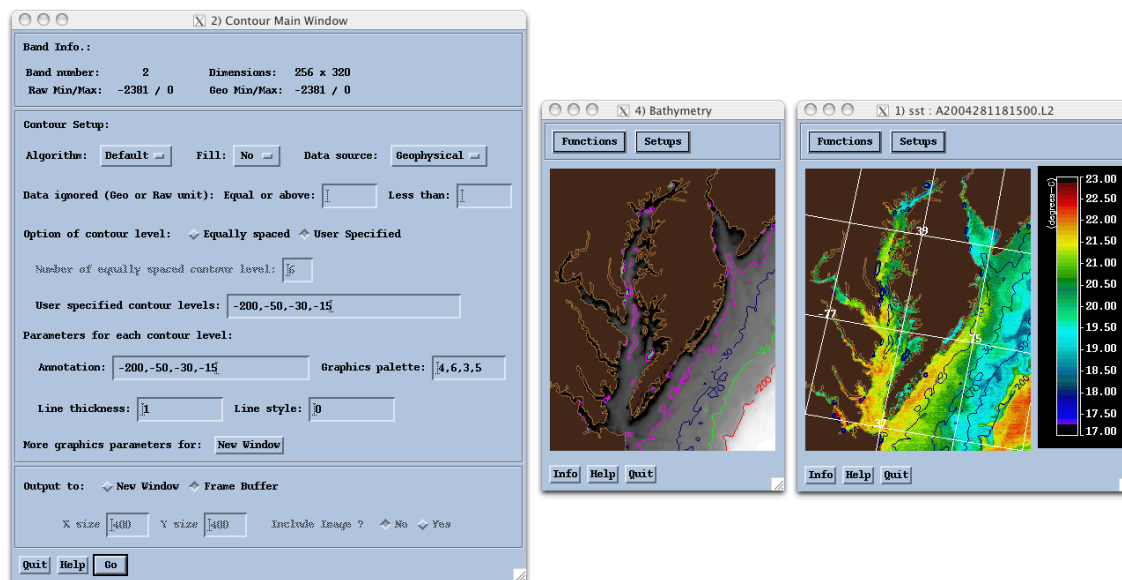 2) Contour Main Window
Band Info.:
Band number: 2 Dimensions: 256 x 320
Raw Min/Max: -2381 / 0 Geo Min/Max: -2381 / 0
Contour Setup:
Algorithm: Default Fill: No Data source: Geophysical
Data ignored (Geo or Raw unit): Equal or above: Less than:
Option of contour level: Equally spaced User Specified
Number of equally spaced contour level: 6
User specified contour levels: -200,-50,-30,-15
Parameters for each contour level:
Annotation: -200,-50,-30,-15 Graphics palette: 4,6,3,5
Line thickness: 1 Line style: 0
More graphics parameters for: New Window
Output to: New Window Frame Buffer
X size 400 Y size 400 Include Image ? No Yes
Quit Help Go
4) Bathymetry
Functions Setups
-15
-30
-50
-200
Info Help Quit
1) sst : A2004281181500.L2
Functions Setups
39
-77
-75
37
-30
-200
(degrees-C)
23.00
22.50
21.50
21.00
20.50
20.00
19.50
19.00
18.50
18.00
17.50
17.00
Info Help Quit